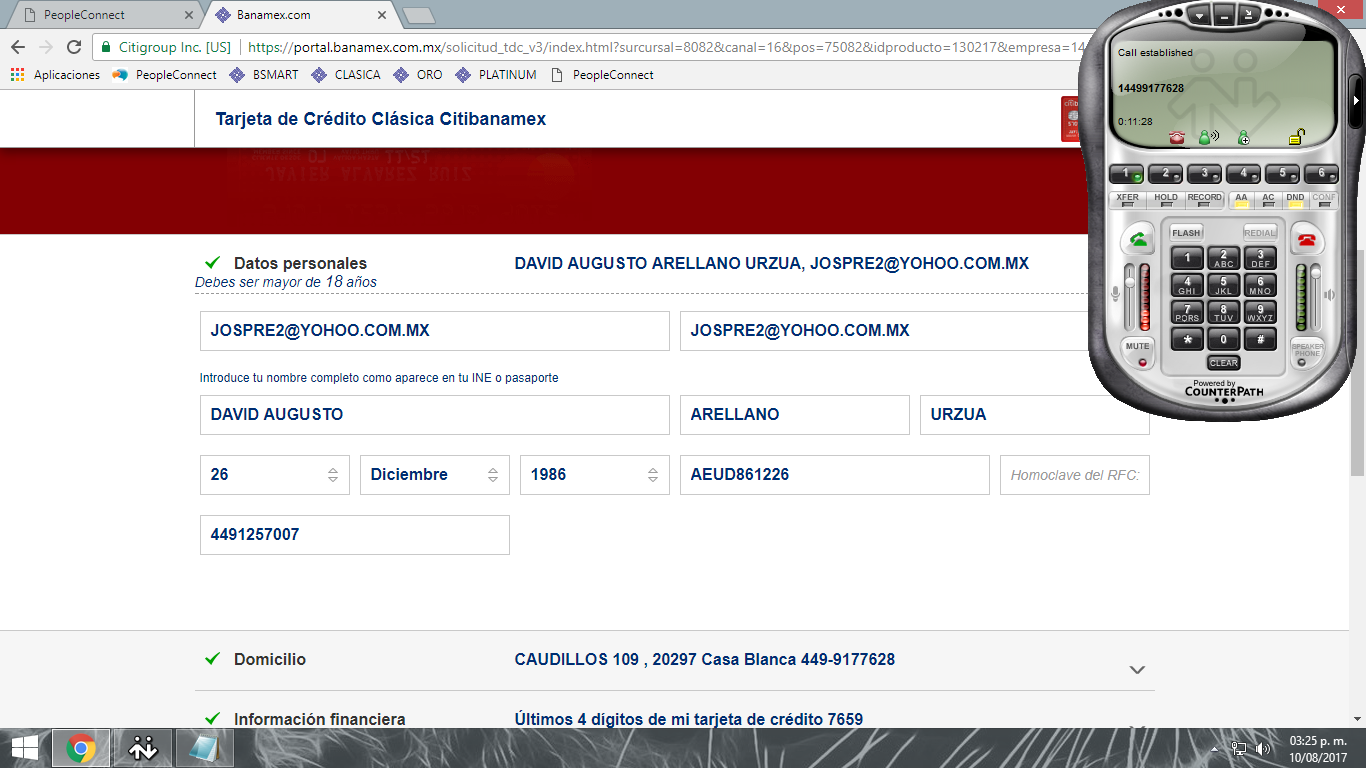 PeopleConnect
Banamex.com
Citigroup Inc. [US]
https://portal.banamex.com.mx/solicitud_tdc_v3/index.html?surcursal=8082&canal=16&pos=75082&idproducto=130217&empresa=14
Aplicaciones PeopleConnect BSMART CLASICA ORO PLATINUM PeopleConnect
Tarjeta de Crédito Clásica Citibanamex
Datos personales DAVID AUGUSTO ARELLANO URZUA, JOSPRE2@YOHOO.COM.MX
Debes ser mayor de 18 años
JOSPRE2@YOHOO.COM.MX JOSPRE2@YOHOO.COM.MX
Introduce tu nombre completo como aparece en tu INE o pasaporte
DAVID AUGUSTO ARELLANO URZUA
26 Diciembre 1986 AEUD861226 Homoclave del RFC:
4491257007
Domicilio CAUDILLOS 109 , 20297 Casa Blanca 449-9177628
Información financiera Últimos 4 dígitos de mi tarjeta de crédito 7659
Call established
14499177628
0:11:28
1 2 3 4 5 6
XFER HOLD RECORD AA AC DND CONF
FLASH REDIAL
1 2 ABC 3 DEF
4 GHI 5 JKL 6 MNO
7 PQRS 8 TUV 9 WXYZ
* 0 #
MUTE CLEAR SPEAKER PHONE
Powered by
COUNTERPATH
03:25 p. m.
10/08/2017